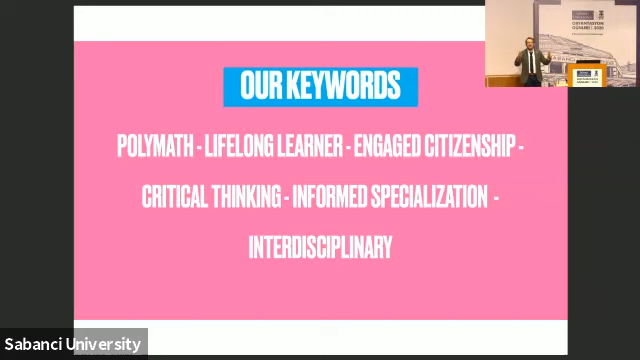 OUR KEYWORDS
POLYMATH - LIFELONG LEARNER - ENGAGED CITIZENSHIP -
CRITICAL THINKING - INFORMED SPECIALIZATION -
INTERDISCIPLINARY
Sabanci University